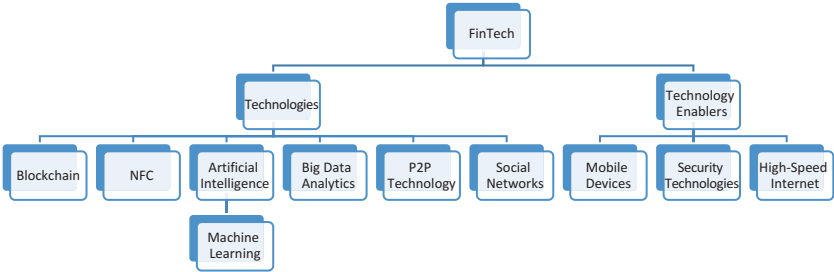 FinTech
Technologies
Technology
Enablers
Blockchain
NFC
Artificial
Intelligence
Big Data
Analytics
P2P
Technology
Social
Networks
Mobile
Devices
Security
Technologies
High-Speed
Internet
Machine
Learning